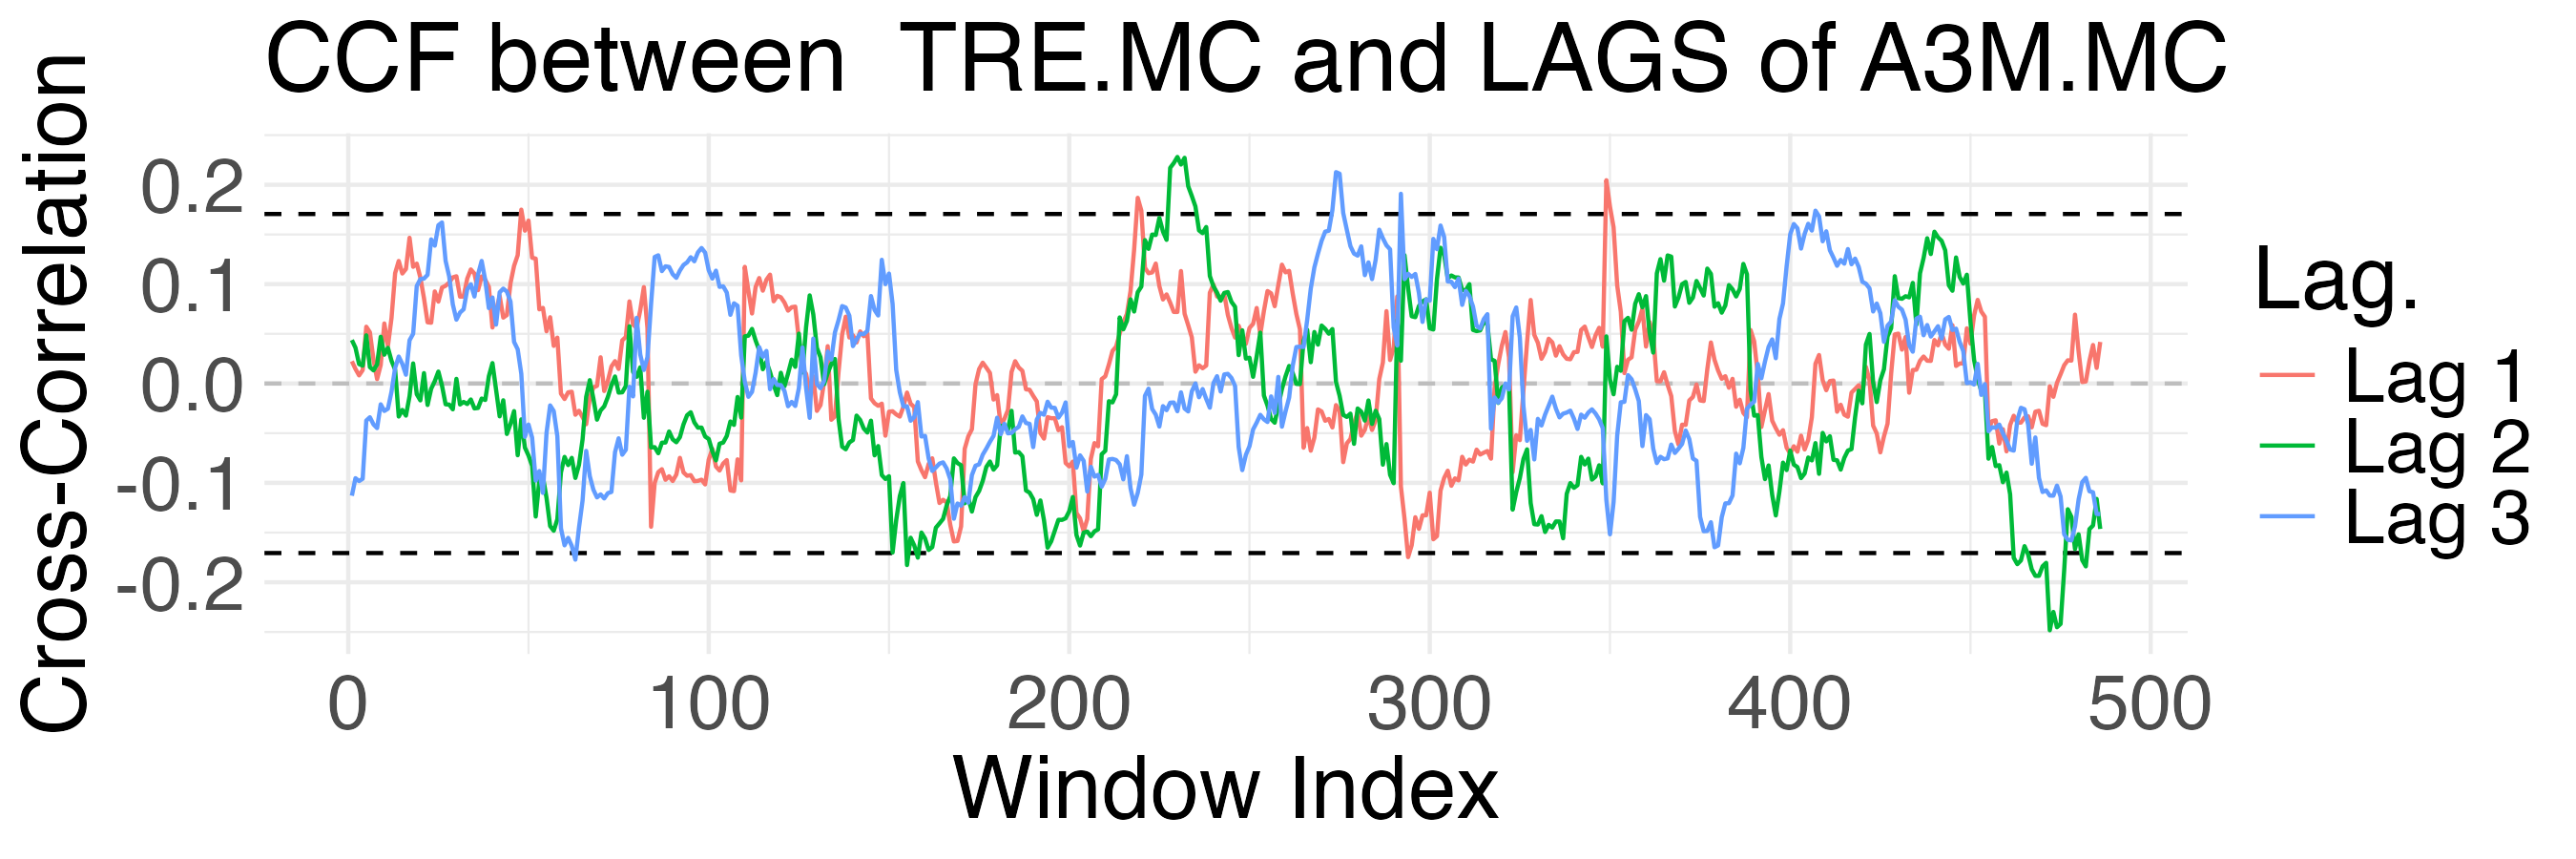 CCF between  TRE.MC and LAGS of A3M.MC
Cross-Correlation
0.2
0.1
0.0
-0.1
-0.2
0 100 200 300 400 500
Window Index
Lag.
Lag 1
Lag 2
Lag 3